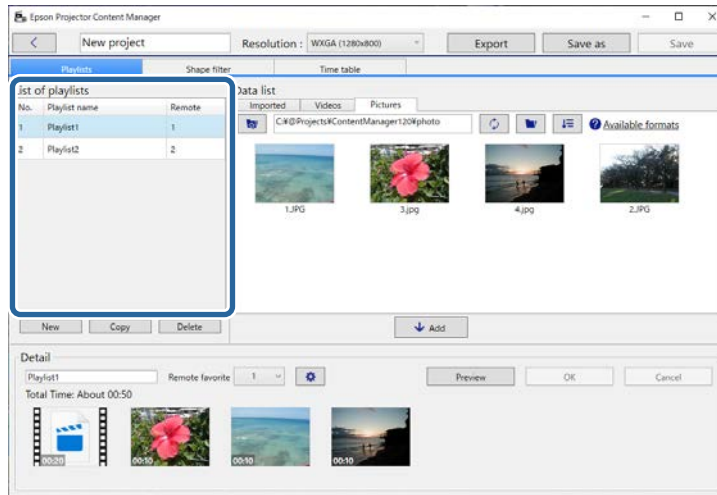 Epson Projector Content Manager
New project Resolution : WXGA (1280x800) Export Save as Save
Playlists Shape filter Time table
List of playlists Data list
No. Playlist name Remote Imported Videos Pictures
C:¥@Projects¥ContentManager120¥photo Available formats
1 Playlist1 1
2 Playlist2 2
1.JPG 3.jpg 4.jpg 2.JPG
New Copy Delete Add
Detail
Playlist1 Remote favorite 1 Preview OK Cancel
Total Time: About 00:50
00:20 00:10 00:10 00:10